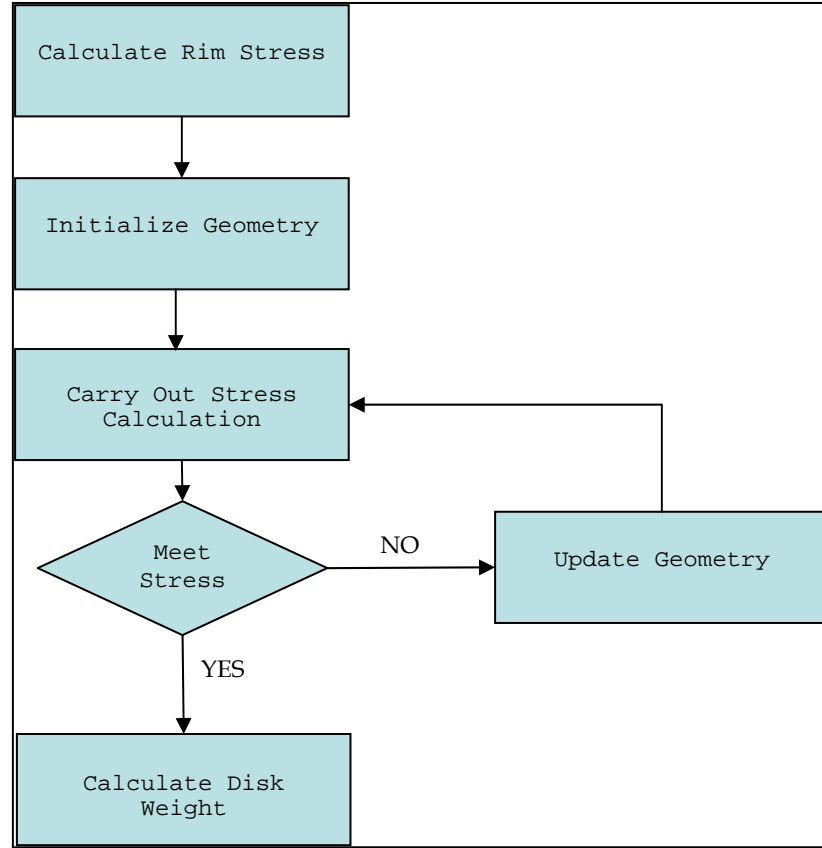 Calculate Rim Stress
Initialize Geometry
Carry Out Stress
Calculation
Meet
Stress
NO
Update Geometry
YES
Calculate Disk
Weight